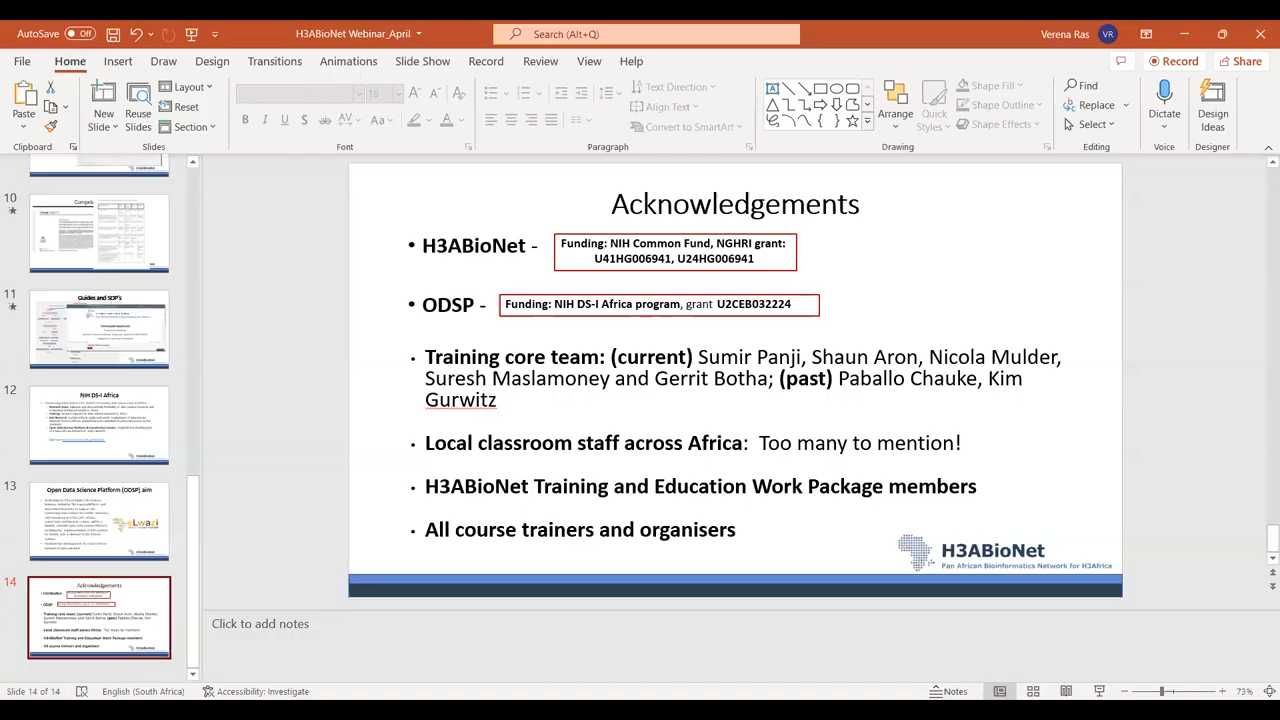 AutoSave Off H3ABioNet Webinar_April Search (Alt+Q) Verena Ras VR
File Home Insert Draw Design Transitions Animations Slide Show Record Review View Help Record Share
Paste New Slide Reuse Slides Layout Reset Section
16
B I U S ab AV Aa A
Text Direction Align Text Convert to SmartArt
Arrange Quick Styles Shape Fill Shape Outline Shape Effects
Find Replace Select Dictate Design Ideas
Clipboard Slides Font Paragraph Drawing Editing Voice Designer
10
11
Guides and SOP's
12
NIH DS-I Africa
13
Open Data Science Platform (ODSP) aim
eLwazi
14
Acknowledgements
Acknowledgements
• H3ABioNet -
Funding: NIH Common Fund, NGHRI grant:
U41HG006941, U24HG006941
• ODSP -
Funding: NIH DS-I Africa program, grant U2CEB032224
• Training core team: (current) Sumir Panji, Shaun Aron, Nicola Mulder,
Suresh Maslamoney and Gerrit Botha; (past) Paballo Chauke, Kim
Gurwitz
• Local classroom staff across Africa: Too many to mention!
• H3ABioNet Training and Education Work Package members
• All course trainers and organisers
H3ABioNet
Pan African Bioinformatics Network for H3Africa
Click to add notes
Slide 14 of 14 English (South Africa) Accessibility: Investigate Notes 73%